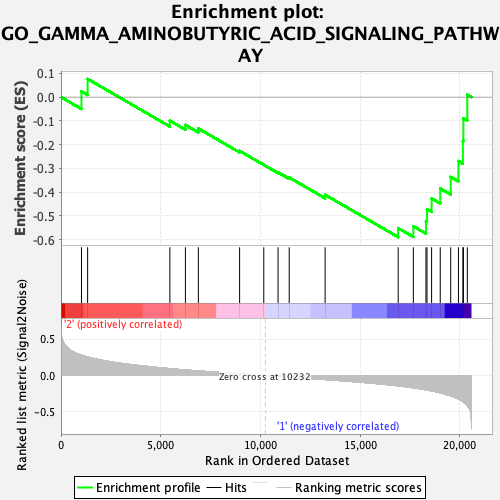 Enrichment plot:
GO_GAMMA_AMINOBUTYRIC_ACID_SIGNALING_PATHW
AY
Enrichment score (ES)
0.1
0.0
-0.1
-0.2
-0.3
-0.4
-0.5
-0.6
'2' (positively correlated)
Ranked list metric (Signal2Noise)
0.5
0.0
-0.5
Zero cross at 10232
'1' (negatively correlated)
0
5,000
10,000
15,000
20,000
Rank in Ordered Dataset
Enrichment profile
Hits
Ranking metric scores